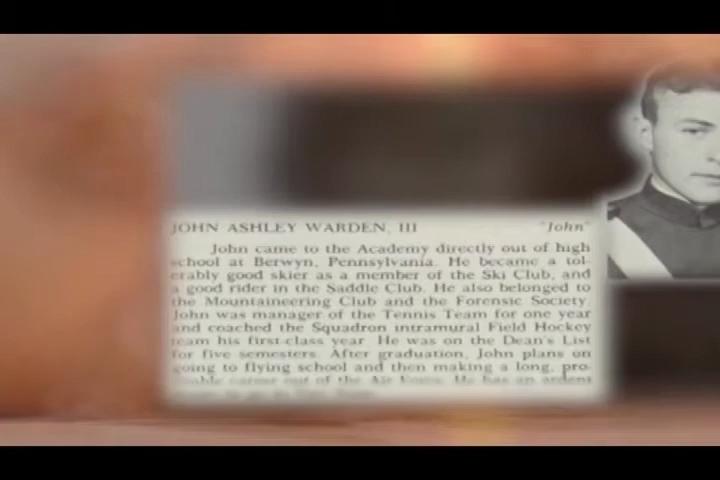 JOHN ASHLEY WARDEN, III "John"
John came to the Academy directly out of high
school at Berwyn, Pennsylvania. He became a tol-
erably good skier as a member of the Ski Club, and
a good rider in the Saddle Club. He also belonged to
the Mountaineering Club and the Forensic Society.
John was manager of the Tennis Team for one year
and coached the Squadron intramural Field Hockey
team his first-class year. He was on the Dean's List
for five semesters. After graduation, John plans on
going to flying school and then making a long, pro-
career out of the Air Force. He has an ardent